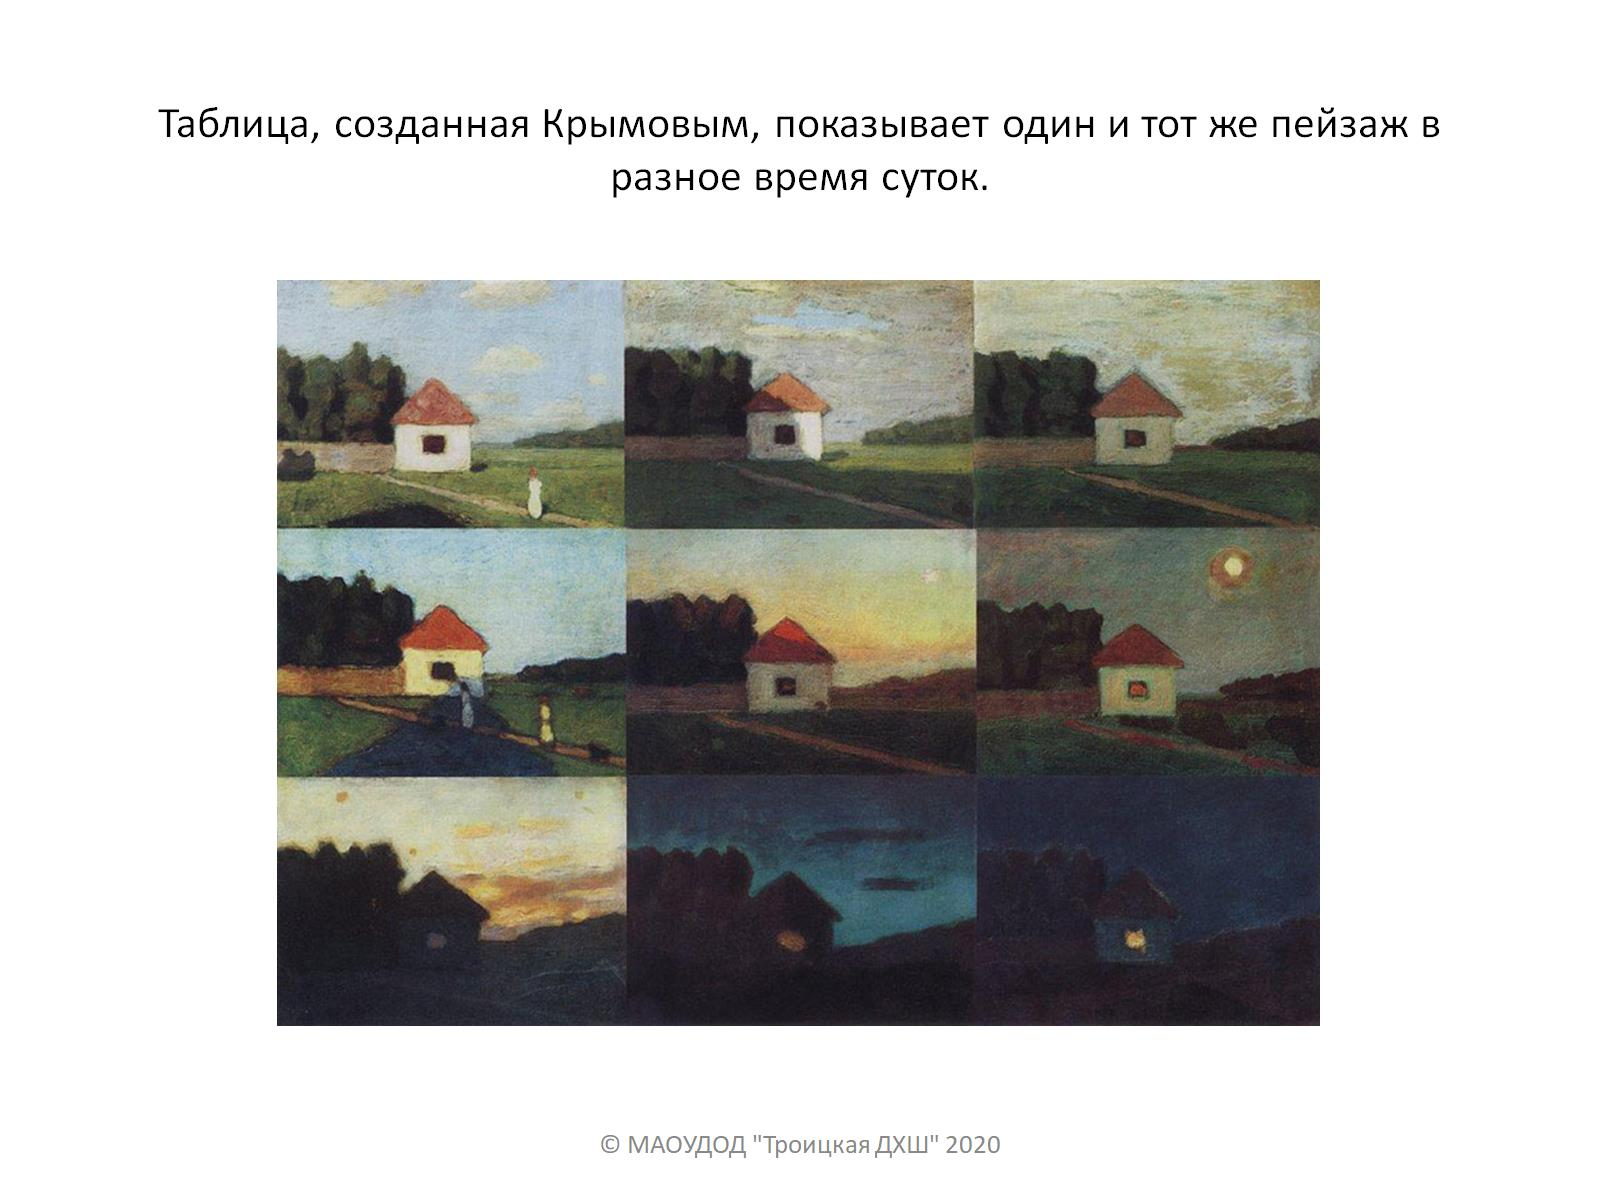 Таблица, созданная Крымовым, показывает один и тот же пейзаж в
разное время суток.
© МАОУДОД "Троицкая ДХШ" 2020